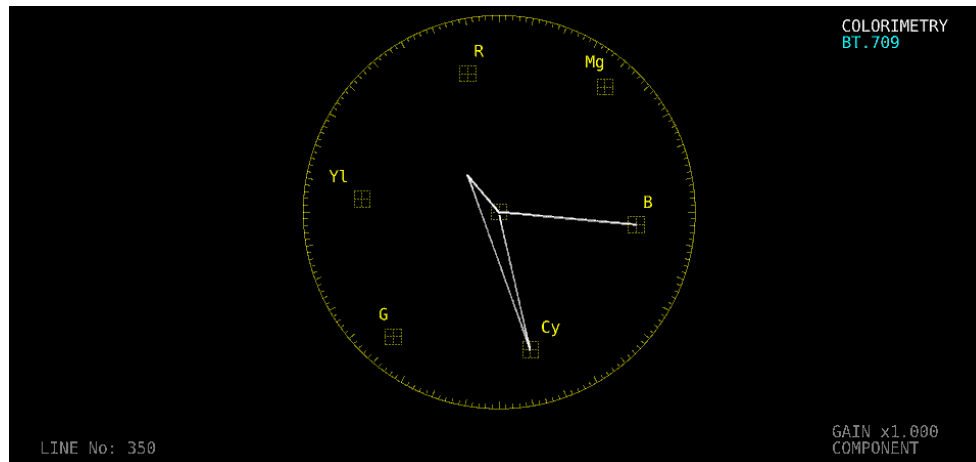 COLORIMETRY
BT.709
R
Mg
Yl
B
G
Cy
LINE No: 350
GAIN x1.000
COMPONENT